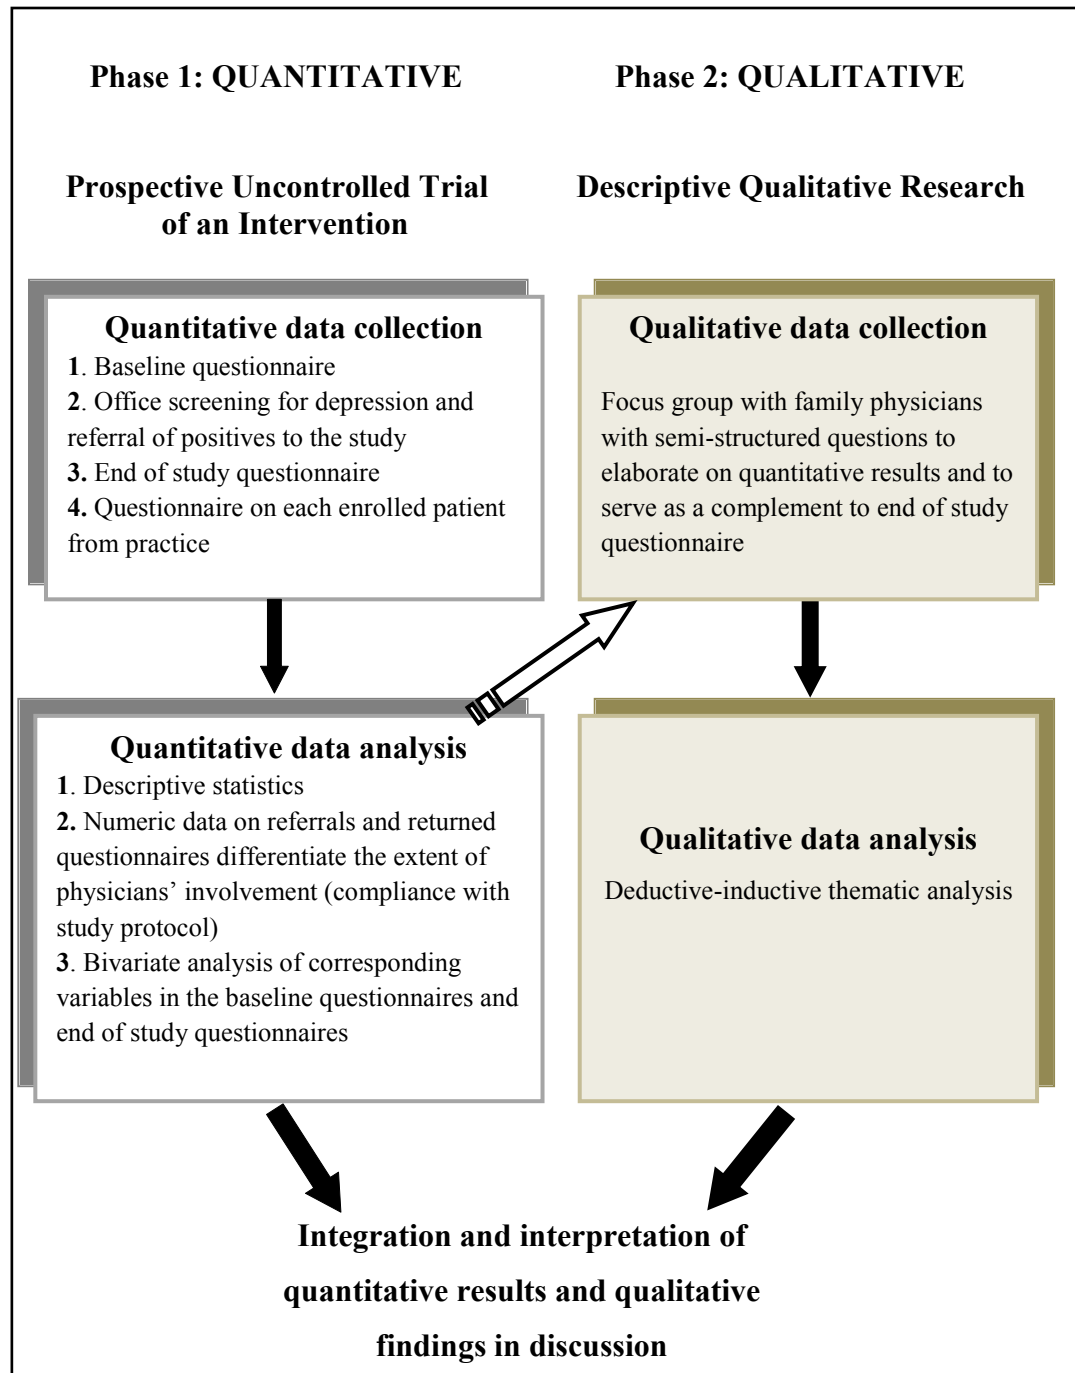 Phase 1: QUANTITATIVE
Prospective Uncontrolled Trial
of an Intervention
Quantitative data collection
1. Baseline questionnaire
2. Office screening for depression and
referral of positives to the study
3. End of study questionnaire
4. Questionnaire on each enrolled patient
from practice
Quantitative data analysis
1. Descriptive statistics
2. Numeric data on referrals and returned
questionnaires differentiate the extent of
physicians’ involvement (compliance with
study protocol)
3. Bivariate analysis of corresponding
variables in the baseline questionnaires and
end of study questionnaires
Phase 2: QUALITATIVE
Descriptive Qualitative Research
Qualitative data collection
Focus group with family physicians
with semi-structured questions to
elaborate on quantitative results and to
serve as a complement to end of study
questionnaire
Qualitative data analysis
Deductive-inductive thematic analysis
Integration and interpretation of
quantitative results and qualitative
findings in discussion